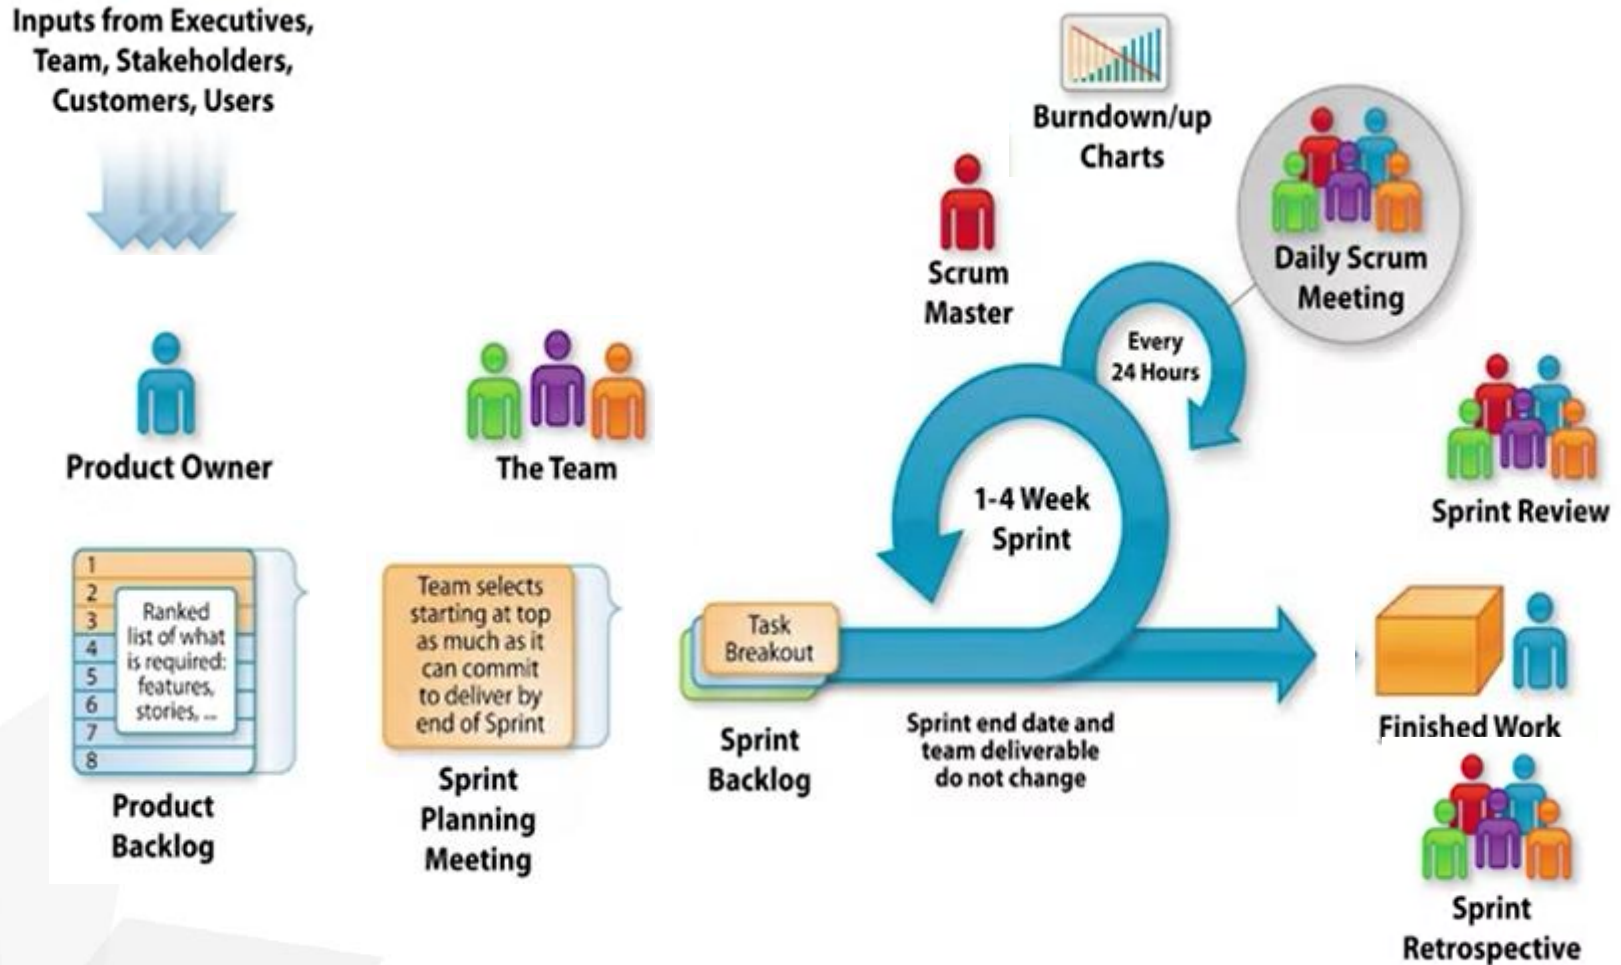 Inputs from Executives,
Team, Stakeholders,
Customers, Users
Product Owner
1
2
3
4
5
6
7
8
Ranked
list of what
is required:
features,
stories, ...
Product
Backlog
The Team
Team selects
starting at top
as much as it
can commit
to deliver by
end of Sprint
Sprint
Planning
Meeting
Task
Breakout
Sprint
Backlog
Scrum
Master
Burndown/up
Charts
Daily Scrum
Meeting
Every
24 Hours
1-4 Week
Sprint
Sprint end date and
team deliverable
do not change
Sprint Review
Finished Work
Sprint
Retrospective